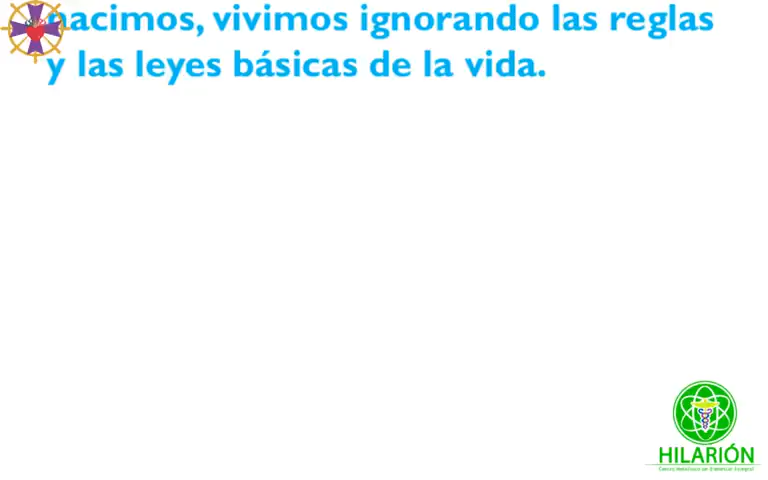 nacimos, vivimos ignorando las reglas
y las leyes básicas de la vida.
HILARIÓN